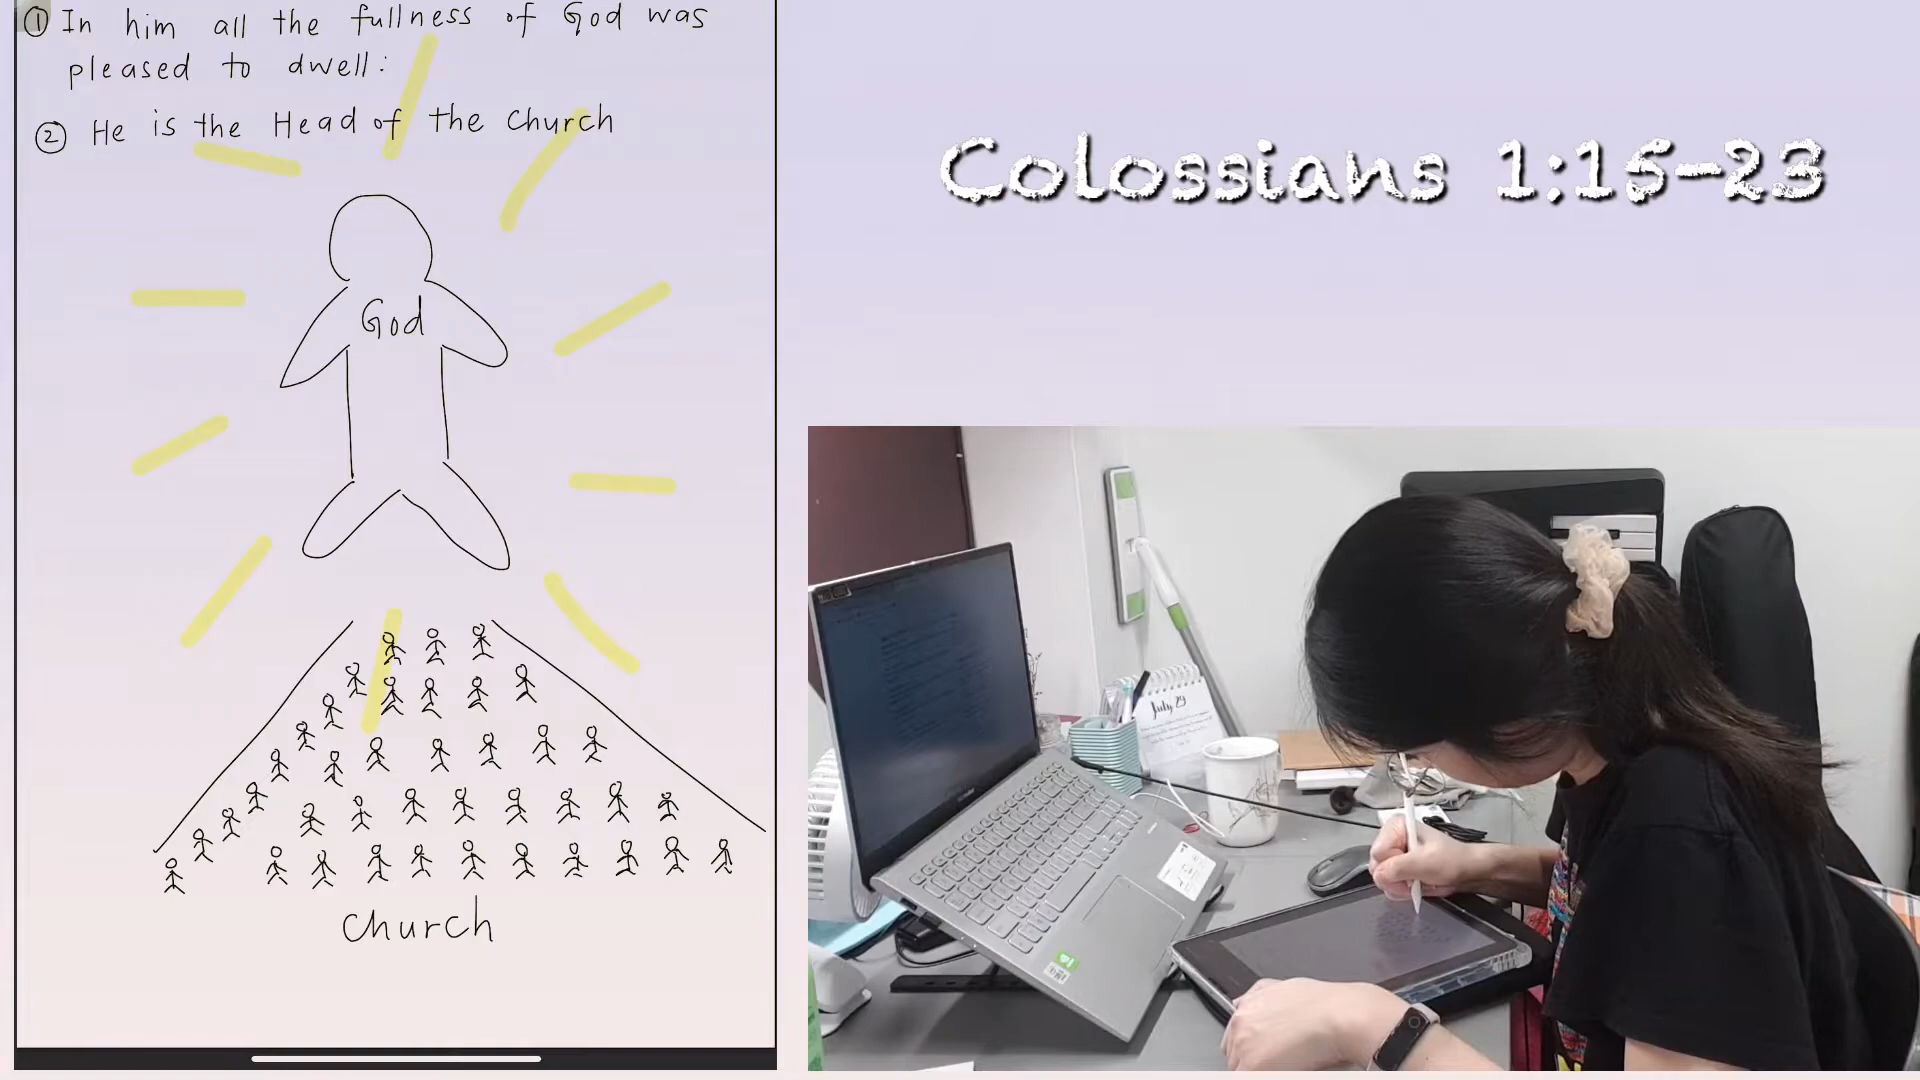 ① In him all the fullness of God was
pleased to dwell:
② He is the Head of the Church
God
Church
Colossians 1:15-23
July 29